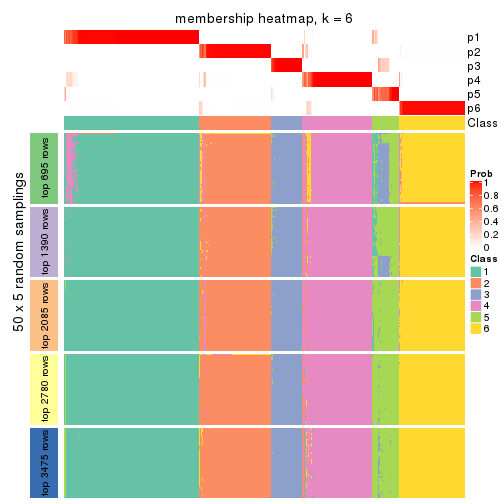 membership heatmap, k = 6
p1
p2
p3
p4
p5
p6
Class
50 x 5 random samplings
top 695 rows
top 1390 rows
top 2085 rows
top 2780 rows
top 3475 rows
Prob
1
0.8
0.6
0.4
0.2
0
Class
1
2
3
4
5
6